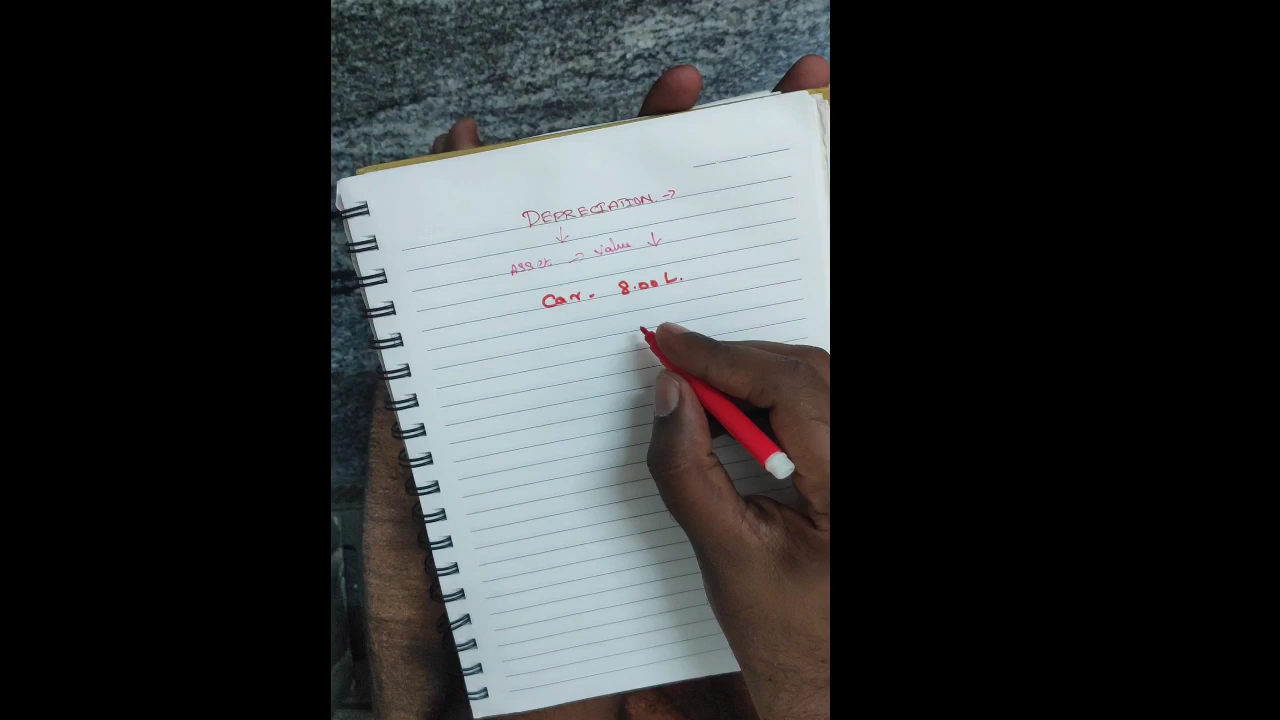 DEPRECIATION →
↓
Asset → value ↓
Car. 8.00 L.